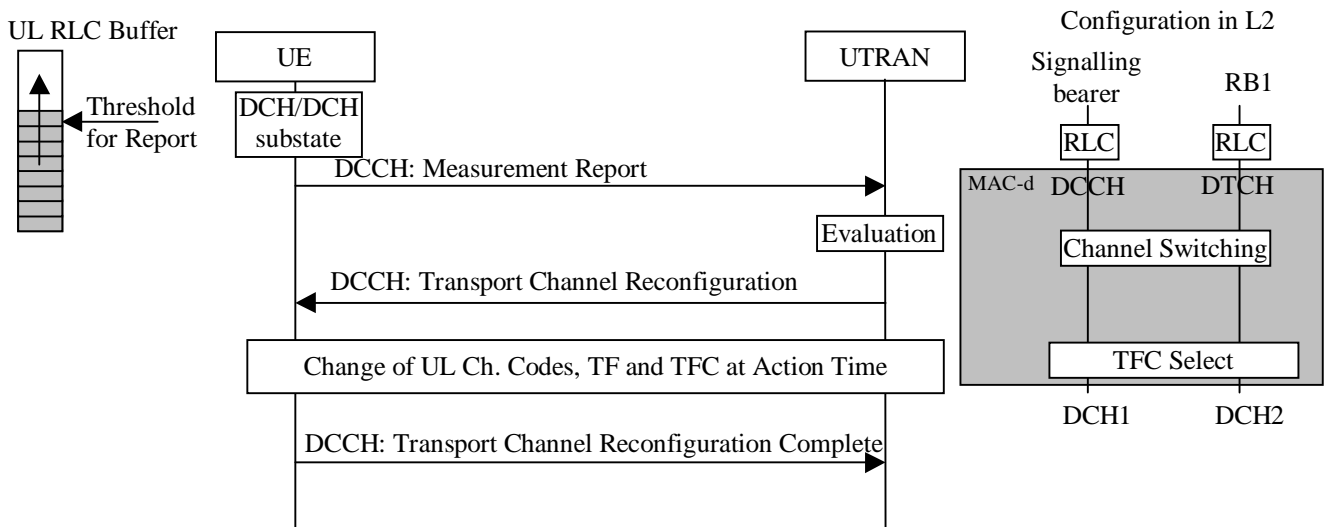 UL RLC Buffer
Threshold
for Report
UE
DCH/DCH
substate
UTRAN
DCCH: Measurement Report
Evaluation
DCCH: Transport Channel Reconfiguration
Change of UL Ch. Codes, TF and TFC at Action Time
DCCH: Transport Channel Reconfiguration Complete
Configuration in L2
Signalling
bearer
RB1
RLC
RLC
MAC-d
DCCH
DTCH
Channel Switching
TFC Select
DCH1
DCH2